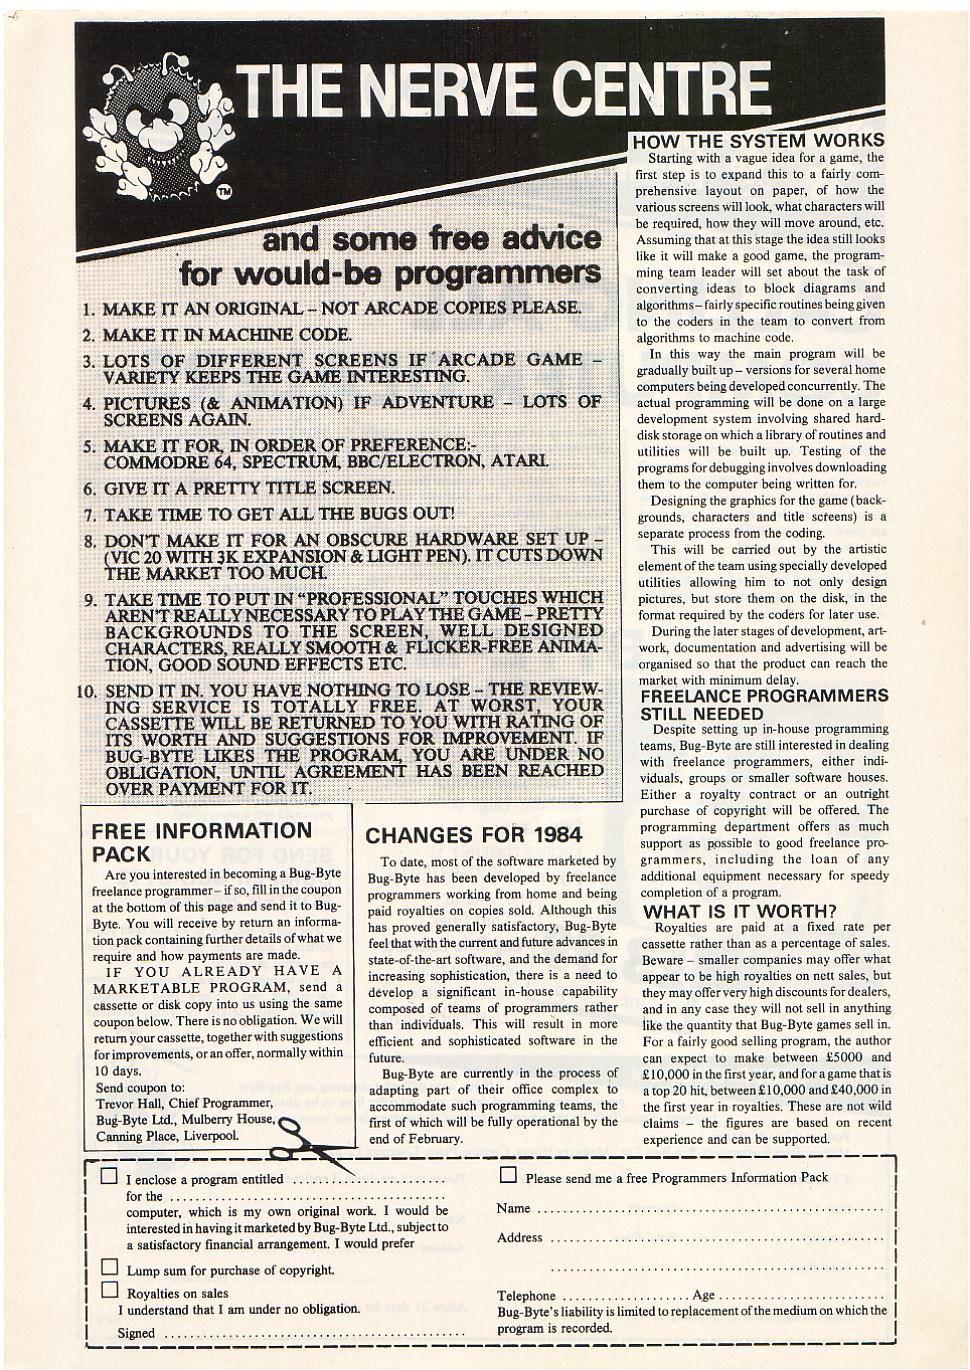 THE NERVE CENTRE
TM
and some free advice
for would-be programmers
1. MAKE IT AN ORIGINAL – NOT ARCADE COPIES PLEASE.
2. MAKE IT IN MACHINE CODE.
3. LOTS OF DIFFERENT SCREENS IF ARCADE GAME –
VARIETY KEEPS THE GAME INTERESTING.
4. PICTURES (& ANIMATION) IF ADVENTURE – LOTS OF
SCREENS AGAIN.
5. MAKE IT FOR, IN ORDER OF PREFERENCE:-
COMMODRE 64, SPECTRUM, BBC/ELECTRON, ATARI.
6. GIVE IT A PRETTY TITLE SCREEN.
7. TAKE TIME TO GET ALL THE BUGS OUT!
8. DON'T MAKE IT FOR AN OBSCURE HARDWARE SET UP –
(VIC 20 WITH 3K EXPANSION & LIGHT PEN). IT CUTS DOWN
THE MARKET TOO MUCH.
9. TAKE TIME TO PUT IN "PROFESSIONAL" TOUCHES WHICH
AREN'T REALLY NECESSARY TO PLAY THE GAME – PRETTY
BACKGROUNDS TO THE SCREEN, WELL DESIGNED
CHARACTERS, REALLY SMOOTH & FLICKER-FREE ANIMA-
TION, GOOD SOUND EFFECTS ETC.
10. SEND IT IN. YOU HAVE NOTHING TO LOSE – THE REVIEW-
ING SERVICE IS TOTALLY FREE. AT WORST, YOUR
CASSETTE WILL BE RETURNED TO YOU WITH RATING OF
ITS WORTH AND SUGGESTIONS FOR IMPROVEMENT. IF
BUG-BYTE LIKES THE PROGRAM, YOU ARE UNDER NO
OBLIGATION, UNTIL AGREEMENT HAS BEEN REACHED
OVER PAYMENT FOR IT.
FREE INFORMATION
PACK
Are you interested in becoming a Bug-Byte
freelance programmer – if so, fill in the coupon
at the bottom of this page and send it to Bug-
Byte. You will receive by return an informa-
tion pack containing further details of what we
require and how payments are made.
IF YOU ALREADY HAVE A
MARKETABLE PROGRAM, send a
cassette or disk copy into us using the same
coupon below. There is no obligation. We will
return your cassette, together with suggestions
for improvements, or an offer, normally within
10 days.
Send coupon to:
Trevor Hall, Chief Programmer,
Bug-Byte Ltd., Mulberry House,
Canning Place, Liverpool.
CHANGES FOR 1984
To date, most of the software marketed by
Bug-Byte has been developed by freelance
programmers working from home and being
paid royalties on copies sold. Although this
has proved generally satisfactory, Bug-Byte
feel that with the current and future advances in
state-of-the-art software, and the demand for
increasing sophistication, there is a need to
develop a significant in-house capability
composed of teams of programmers rather
than individuals. This will result in more
efficient and sophisticated software in the
future.
Bug-Byte are currently in the process of
adapting part of their office complex to
accommodate such programming teams, the
first of which will be fully operational by the
end of February.
HOW THE SYSTEM WORKS
Starting with a vague idea for a game, the
first step is to expand this to a fairly com-
prehensive layout on paper, of how the
various screens will look, what characters will
be required, how they will move around, etc.
Assuming that at this stage the idea still looks
like it will make a good game, the program-
ming team leader will set about the task of
converting ideas to block diagrams and
algorithms – fairly specific routines being given
to the coders in the team to convert from
algorithms to machine code.
In this way the main program will be
gradually built up – versions for several home
computers being developed concurrently. The
actual programming will be done on a large
development system involving shared hard-
disk storage on which a library of routines and
utilities will be built up. Testing of the
programs for debugging involves downloading
them to the computer being written for.
Designing the graphics for the game (back-
grounds, characters and title screens) is a
separate process from the coding.
This will be carried out by the artistic
element of the team using specially developed
utilities allowing him to not only design
pictures, but store them on the disk, in the
format required by the coders for later use.
During the later stages of development, art-
work, documentation and advertising will be
organised so that the product can reach the
market with minimum delay.
FREELANCE PROGRAMMERS
STILL NEEDED
Despite setting up in-house programming
teams, Bug-Byte are still interested in dealing
with freelance programmers, either indi-
viduals, groups or smaller software houses.
Either a royalty contract or an outright
purchase of copyright will be offered. The
programming department offers as much
support as possible to good freelance pro-
grammers, including the loan of any
additional equipment necessary for speedy
completion of a program.
WHAT IS IT WORTH?
Royalties are paid at a fixed rate per
cassette rather than as a percentage of sales.
Beware – smaller companies may offer what
appear to be high royalties on nett sales, but
they may offer very high discounts for dealers,
and in any case they will not sell in anything
like the quantity that Bug-Byte games sell in.
For a fairly good selling program, the author
can expect to make between £5000 and
£10,000 in the first year, and for a game that is
a top 20 hit, between £10,000 and £40,000 in
the first year in royalties. These are not wild
claims – the figures are based on recent
experience and can be supported.
I enclose a program entitled ............................
for the ...............................................
computer, which is my own original work. I would be
interested in having it marketed by Bug-Byte Ltd., subject to
a satisfactory financial arrangement. I would prefer
Lump sum for purchase of copyright.
Royalties on sales
I understand that I am under no obligation.
Signed ...................................................
Please send me a free Programmers Information Pack
Name ...........................................................
Address ........................................................
Telephone ...................... Age ............................
Bug-Byte's liability is limited to replacement of the medium on which the
program is recorded.